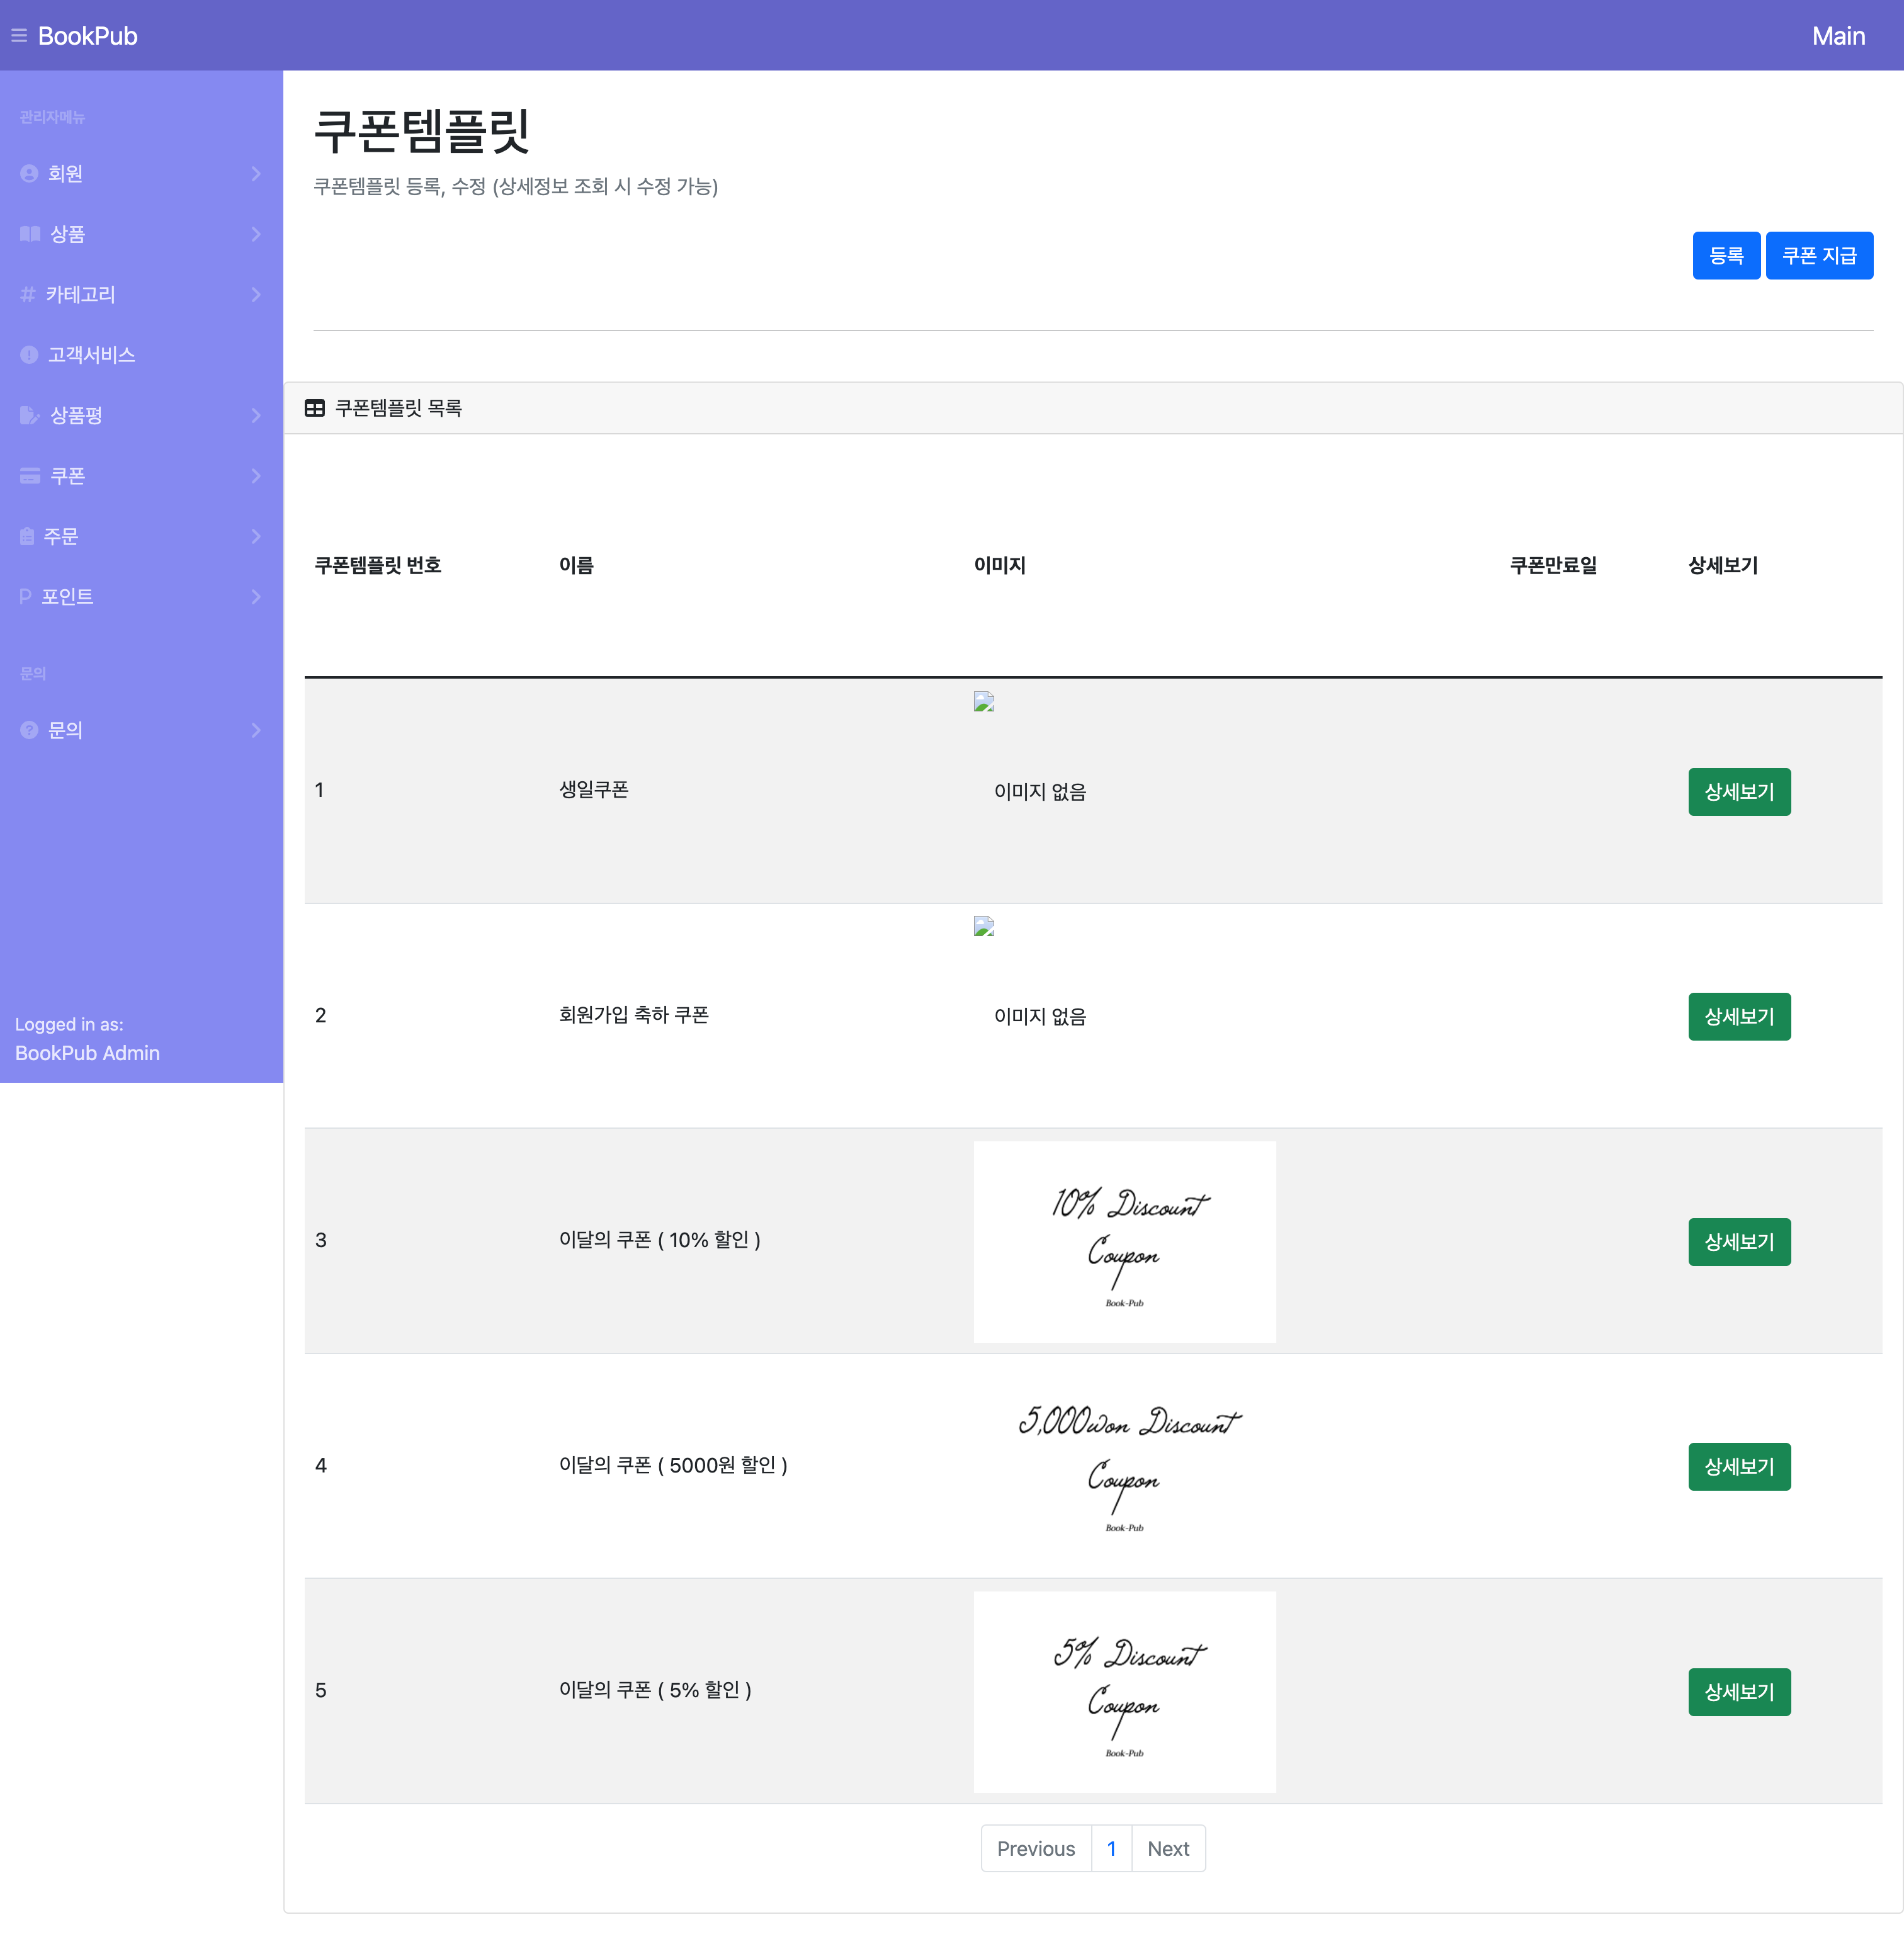 BookPub
Main
관리자메뉴
회원
상품
카테고리
고객서비스
상품평
쿠폰
주문
포인트
문의
문의
Logged in as:
BookPub Admin
쿠폰템플릿
쿠폰템플릿 등록, 수정 (상세정보 조회 시 수정 가능)
등록 쿠폰 지급
쿠폰템플릿 목록
쿠폰템플릿 번호 이름 이미지 쿠폰만료일 상세보기
1 생일쿠폰 이미지 없음 상세보기
2 회원가입 축하 쿠폰 이미지 없음 상세보기
3 이달의 쿠폰 ( 10% 할인 ) 상세보기
10% Discount
Coupon
Book-Pub
4 이달의 쿠폰 ( 5000원 할인 ) 상세보기
5,000won Discount
Coupon
Book-Pub
5 이달의 쿠폰 ( 5% 할인 ) 상세보기
5% Discount
Coupon
Book-Pub
Previous 1 Next